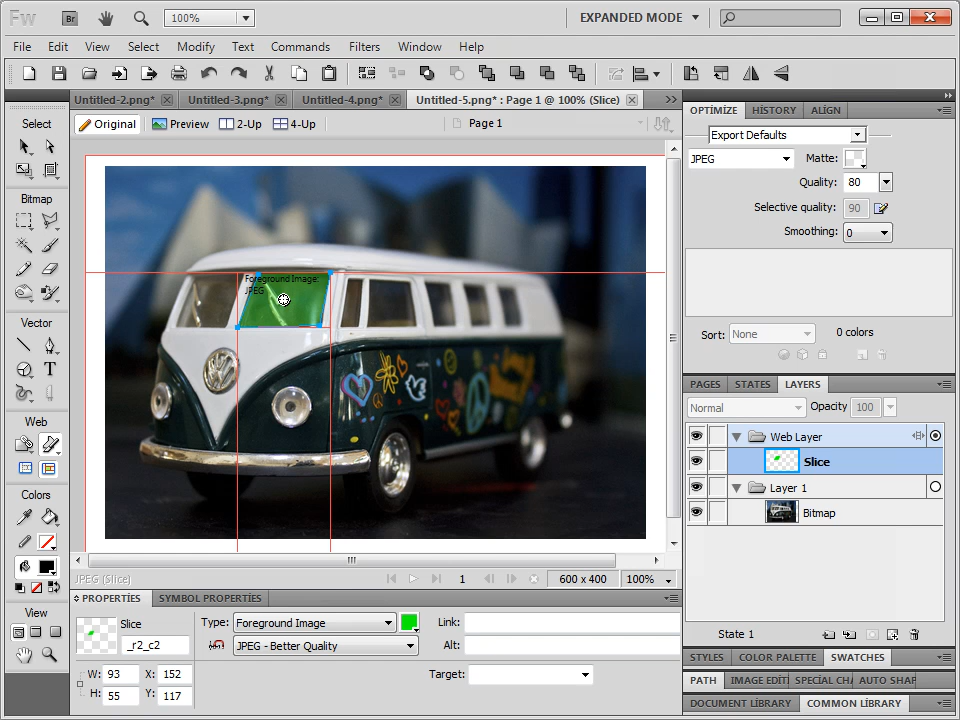 Fw Br 100% EXPANDED MODE
File Edit View Select Modify Text Commands Filters Window Help
Untitled-2.png* Untitled-3.png* Untitled-4.png* Untitled-5.png* : Page 1 @ 100% (Slice)
Original Preview 2-Up 4-Up Page 1
Select
Bitmap
Vector
Web
Colors
View
Foreground Image:
JPEG
JPEG (Slice) 1 600 x 400 100%
PROPERTIES SYMBOL PROPERTIES
Slice Type: Foreground Image Link:
_r2_c2 JPEG - Better Quality Alt:
W: 93 X: 152 Target:
H: 55 Y: 117
OPTIMIZE HISTORY ALIGN
Export Defaults
JPEG Matte:
Quality: 80
Selective quality: 90
Smoothing: 0
Sort: None 0 colors
PAGES STATES LAYERS
Normal Opacity 100
Web Layer
Slice
Layer 1
Bitmap
State 1
STYLES COLOR PALETTE SWATCHES
PATH IMAGE EDITI SPECIAL CHA AUTO SHAP
DOCUMENT LIBRARY COMMON LIBRARY